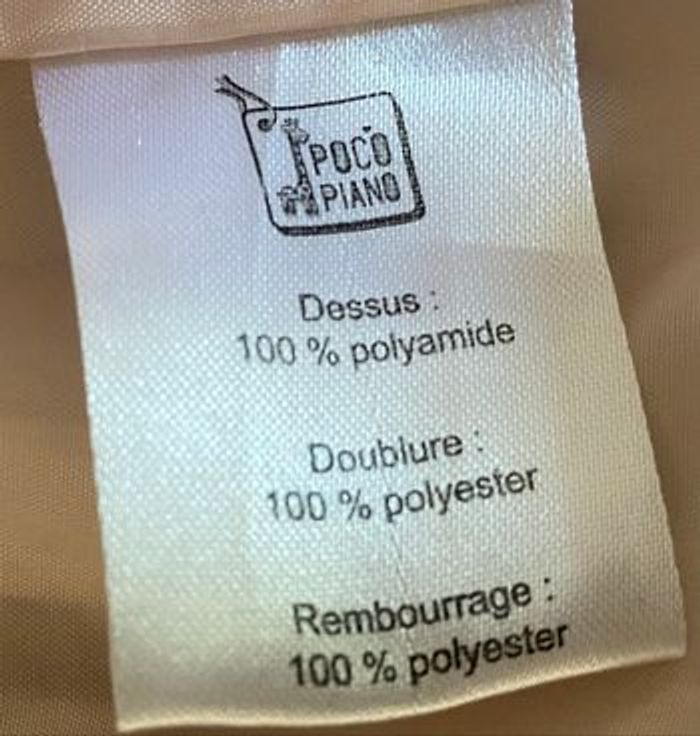 POCO
PIANO
Dessus :
100 % polyamide
Doublure :
100 % polyester
Rembourrage :
100 % polyester